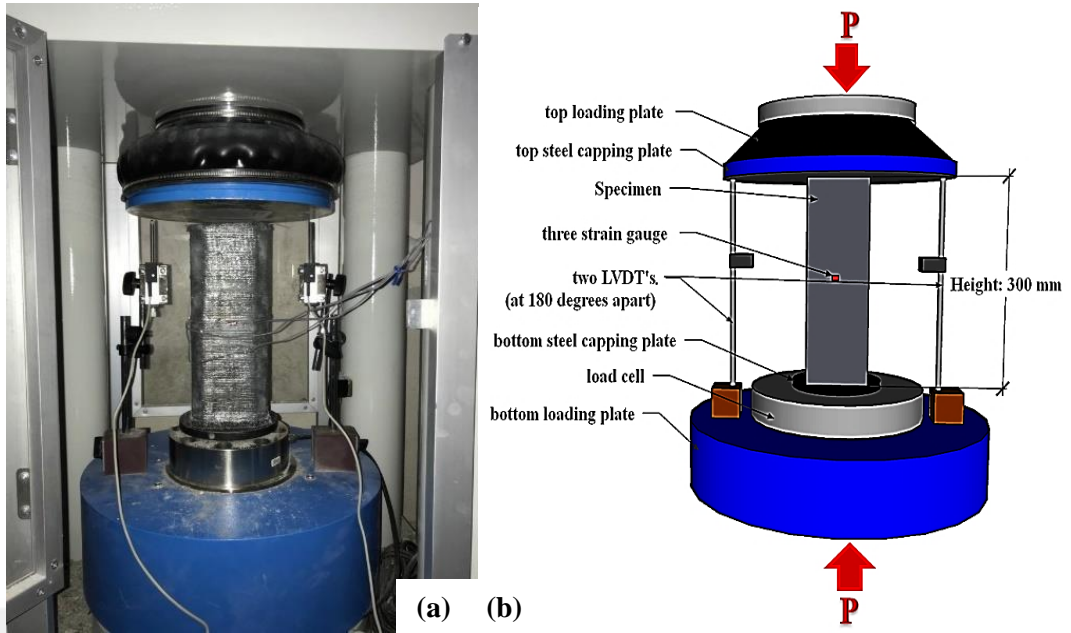 P
top loading plate
top steel capping plate
Specimen
three strain gauge
two LVDT's.
(at 180 degrees apart)
Height: 300 mm
bottom steel capping plate
load cell
bottom loading plate
P
(a) (b)